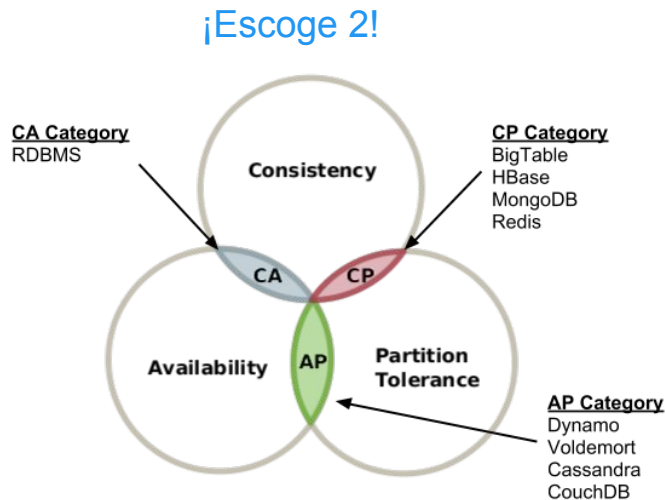 ¡Escoge 2!
CA Category
RDBMS
CP Category
BigTable
HBase
MongoDB
Redis
Consistency
CA
CP
Availability
AP
Partition
Tolerance
AP Category
Dynamo
Voldemort
Cassandra
CouchDB